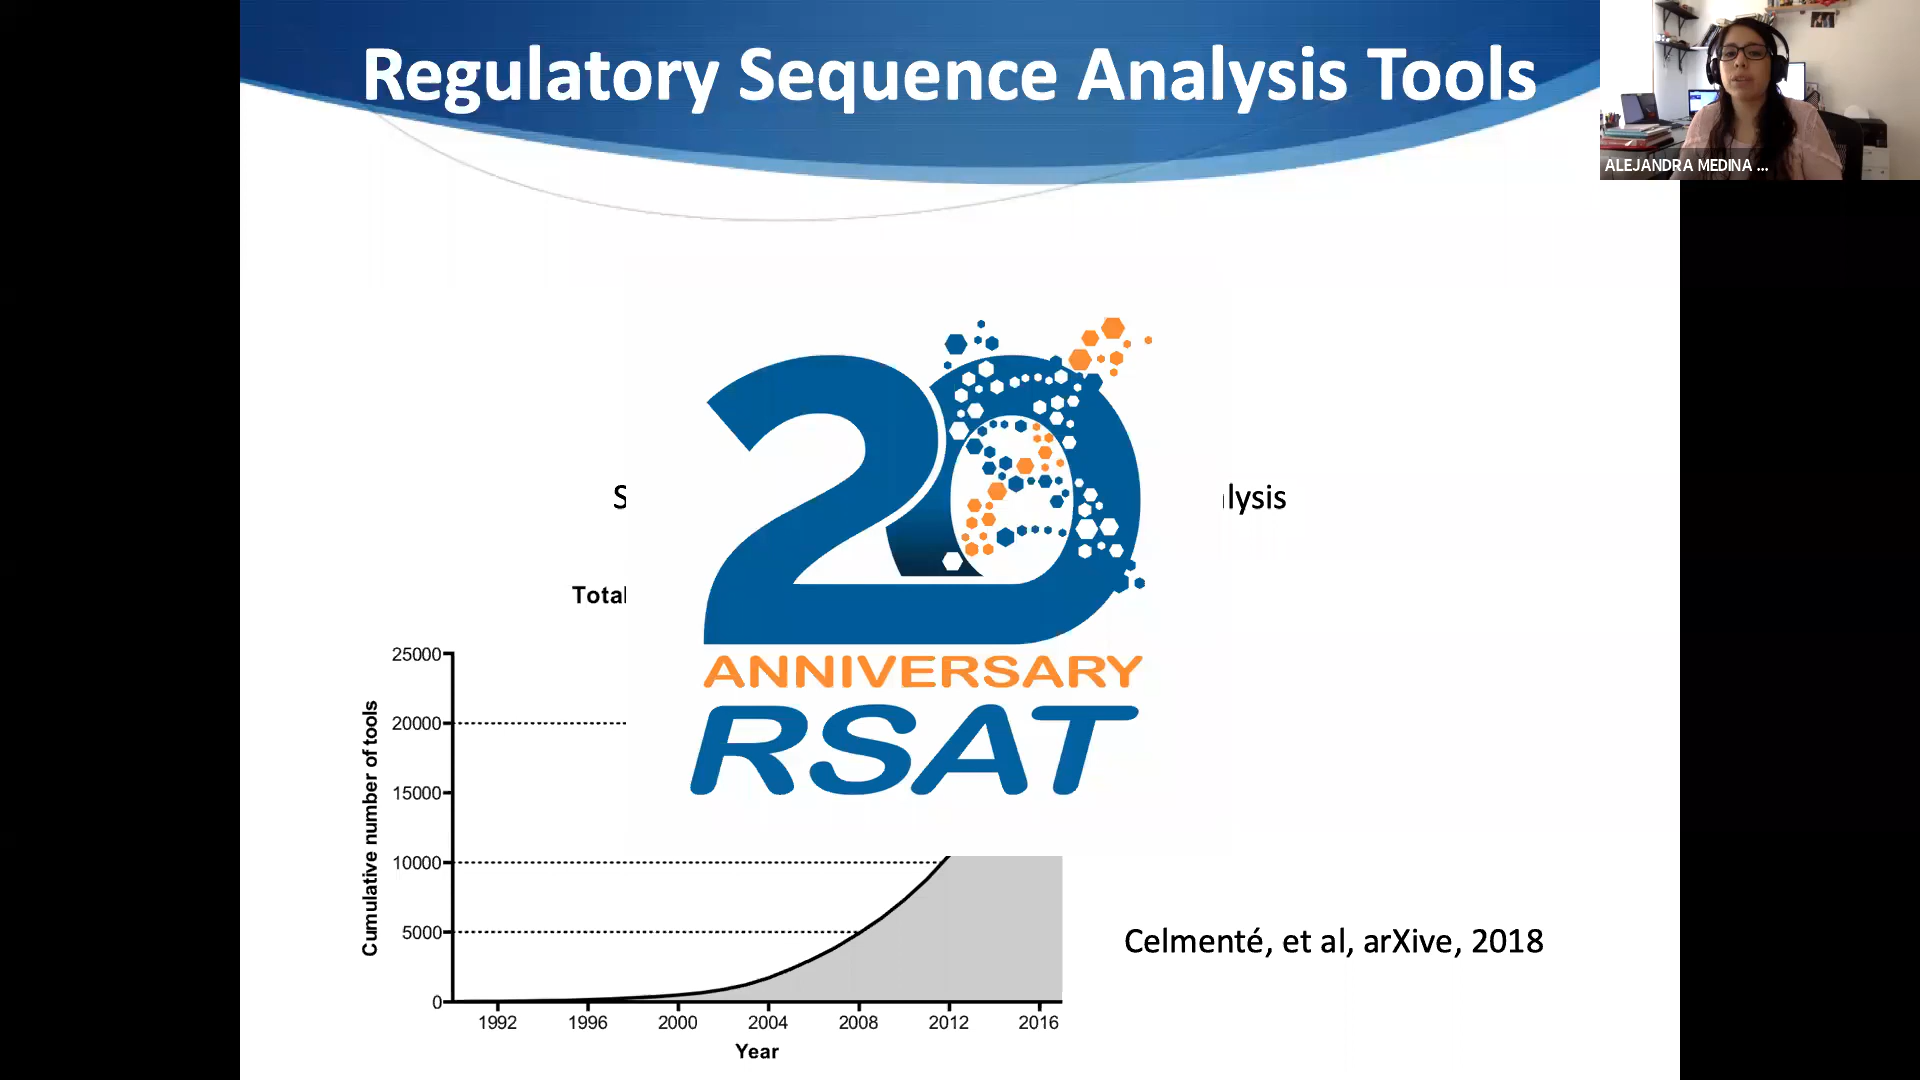 Regulatory Sequence Analysis Tools
ALEJANDRA MEDINA ...
S
lysis
Total
20
ANNIVERSARY
RSAT
25000
20000
15000
10000
5000
0
Cumulative number of tools
1992 1996 2000 2004 2008 2012 2016
Year
Celmenté, et al, arXive, 2018